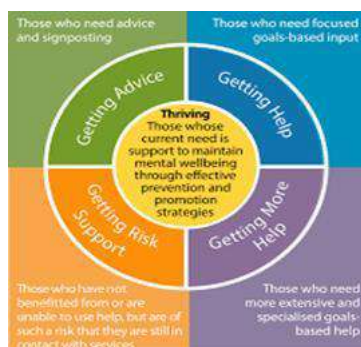 Those who need advice
and signposting
Those who need focused
goals-based input
Getting Advice
Getting Help
Thriving
Those whose
current need is
support to maintain
mental wellbeing
through effective
prevention and
promotion
strategies
Getting Risk
Support
Getting More
Help
Those who have not
benefitted from or are
unable to use help, but are of
such a risk that they are still in
contact with services
Those who need
more extensive and
specialised goals-
based help